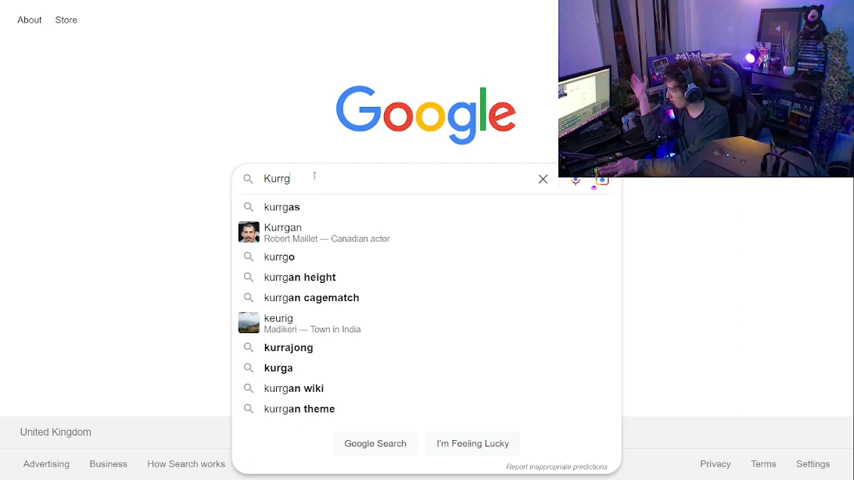 About Store
Google
Kurrg
kurrgas
Kurrgan
Robert Maillet — Canadian actor
kurrgo
kurrgan height
kurrgan cagematch
keurig
Madikeri — Town in India
kurrajong
kurga
kurrgan wiki
kurrgan theme
Google Search I'm Feeling Lucky
Report inappropriate predictions
United Kingdom
Advertising Business How Search works Privacy Terms Settings